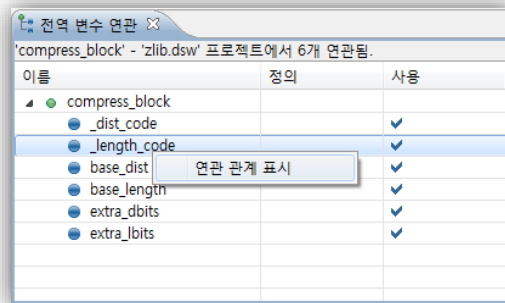 전역 변수 연관
'compress_block' - 'zlib.dsw' 프로젝트에서 6개 연관됨.
이름 정의 사용
compress_block
_dist_code
_length_code
base_dist 연관 관계 표시
base_length
extra_dbits
extra_lbits